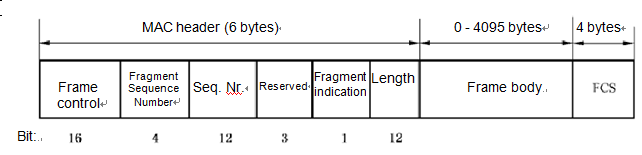 MAC header (6 bytes)
0 - 4095 bytes
4 bytes
Frame
control
Fragment
Sequence
Number
Seq. Nr.
Reserved
Fragment
indication
Length
Frame body.
FCS
Bit:
16
4
12
3
1
12